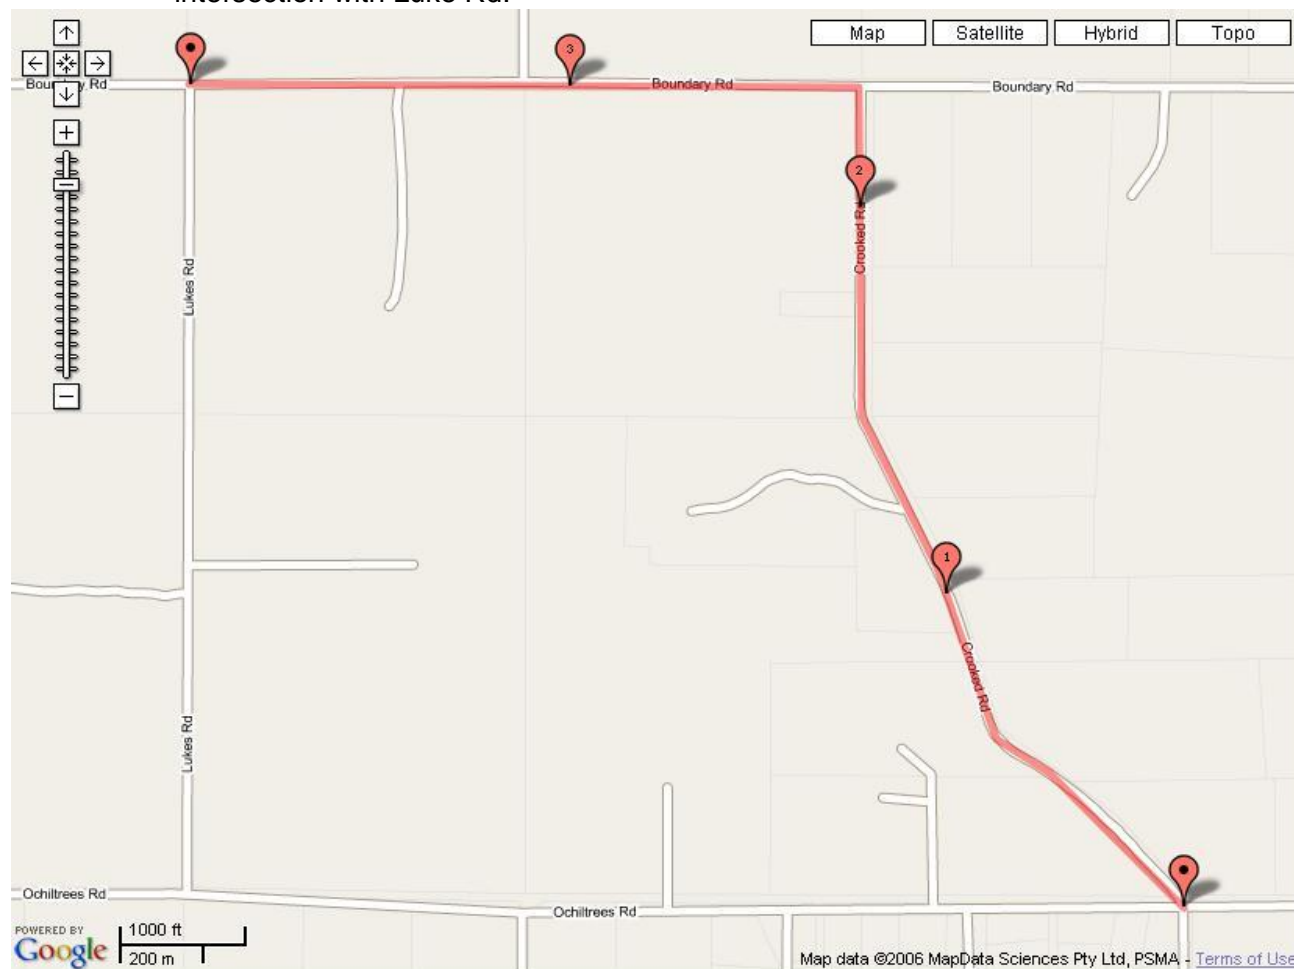 Map
Satellite
Hybrid
Topo
3
Boundary Rd
Boundary Rd
2
Crooked Rd
Lukes Rd
1
Crooked Rd
Lukes Rd
Ochiltrees Rd
Ochiltrees Rd
POWERED BY
Google
1000 ft
200 m
Map data ©2006 MapData Sciences Pty Ltd, PSMA - Terms of Use